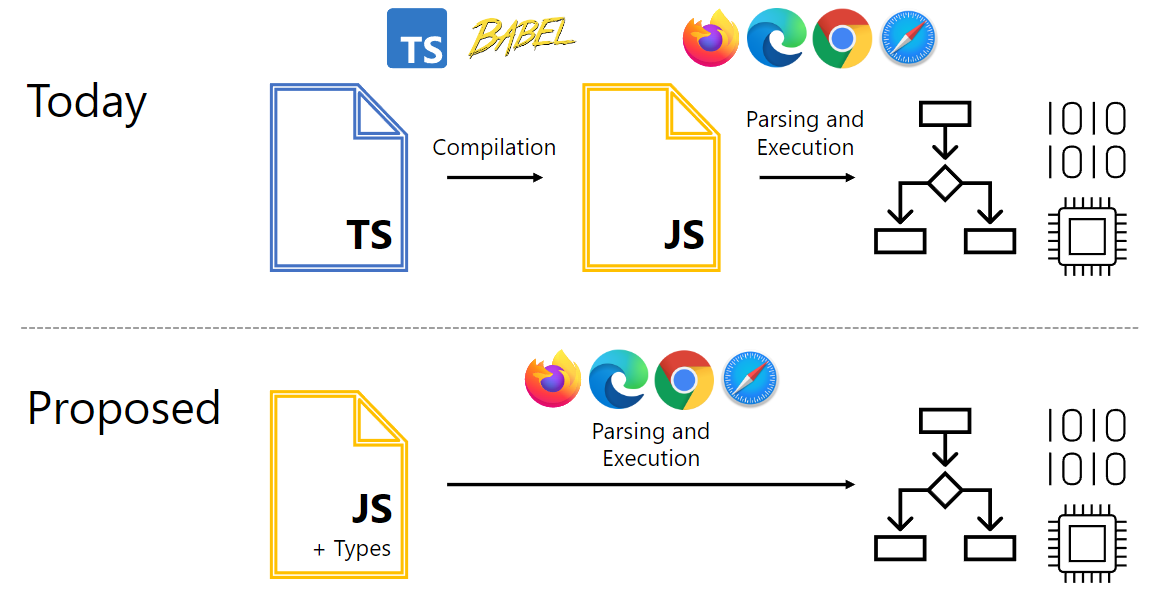 TS
BABEL
Today
Compilation
Parsing and
Execution
TS
JS
1010
1010
Proposed
Parsing and
Execution
JS
+ Types
1010
1010